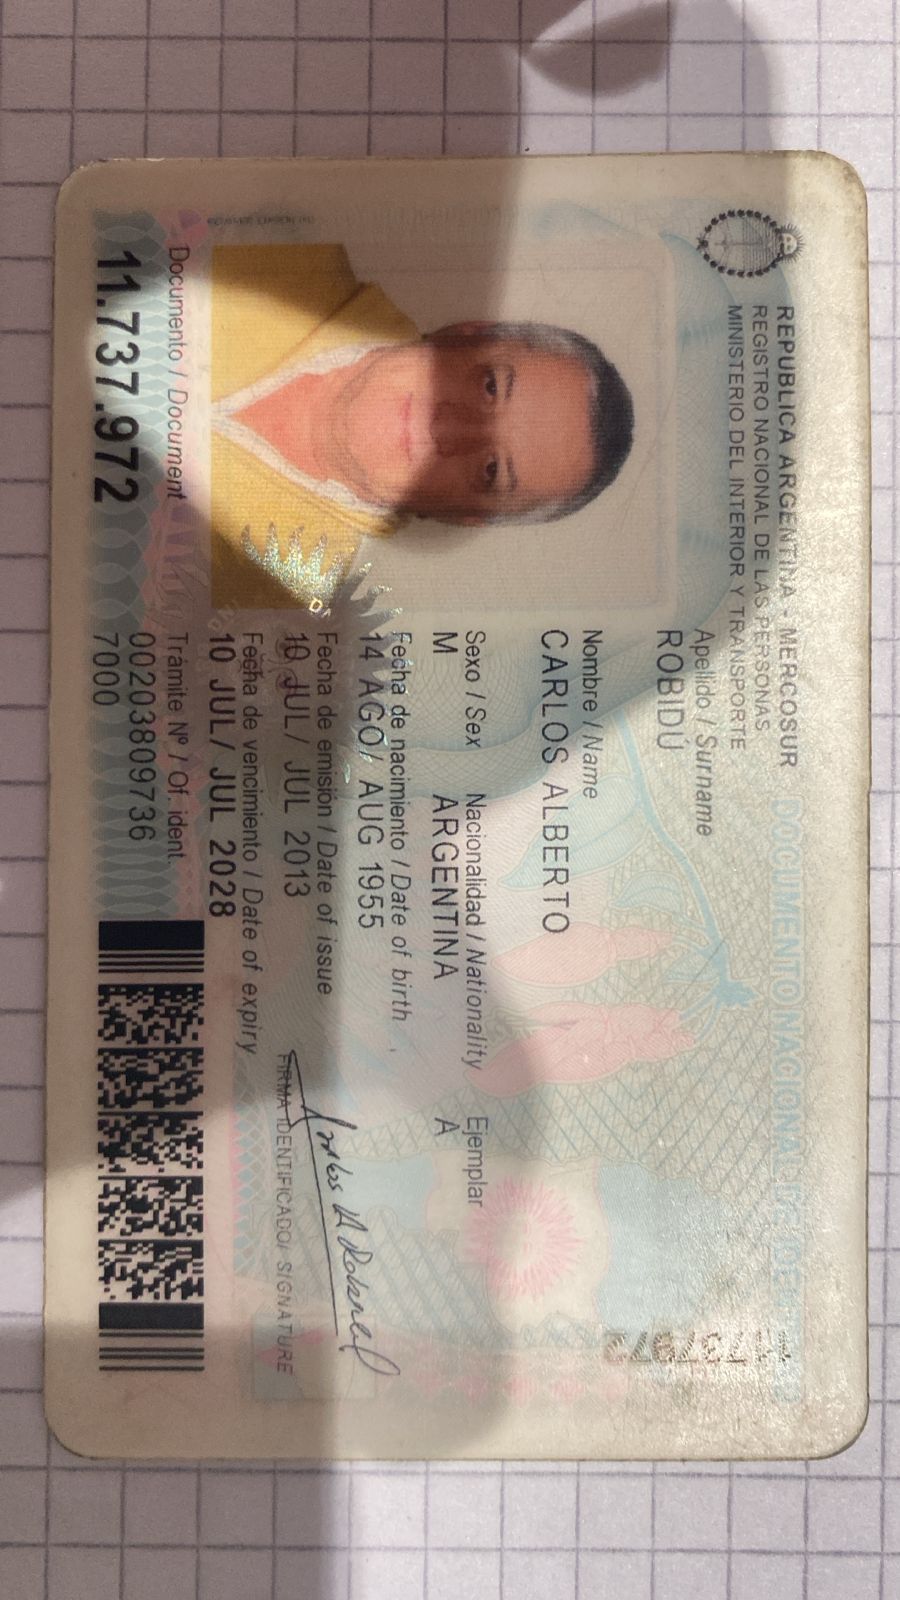 REPUBLICA ARGENTINA - MERCOSUR
REGISTRO NACIONAL DE LAS PERSONAS
MINISTERIO DEL INTERIOR Y TRANSPORTE
DOCUMENTO NACIONAL DE
Apellido / Surname
ROBIDÚ
Nombre / Name
CARLOS ALBERTO
Sexo / Sex Nacionalidad / Nationality Ejemplar
M ARGENTINA A
Fecha de nacimiento / Date of birth
14 AGO/ AUG 1955
Fecha de emisión / Date of issue
10 JUL/ JUL 2013
Fecha de vencimiento / Date of expiry
10 JUL/ JUL 2028
FIRMA IDENTIFICADO/ SIGNATURE
Documento / Document
11.737.972
Trámite Nº / Of. ident.
00203809736
7000